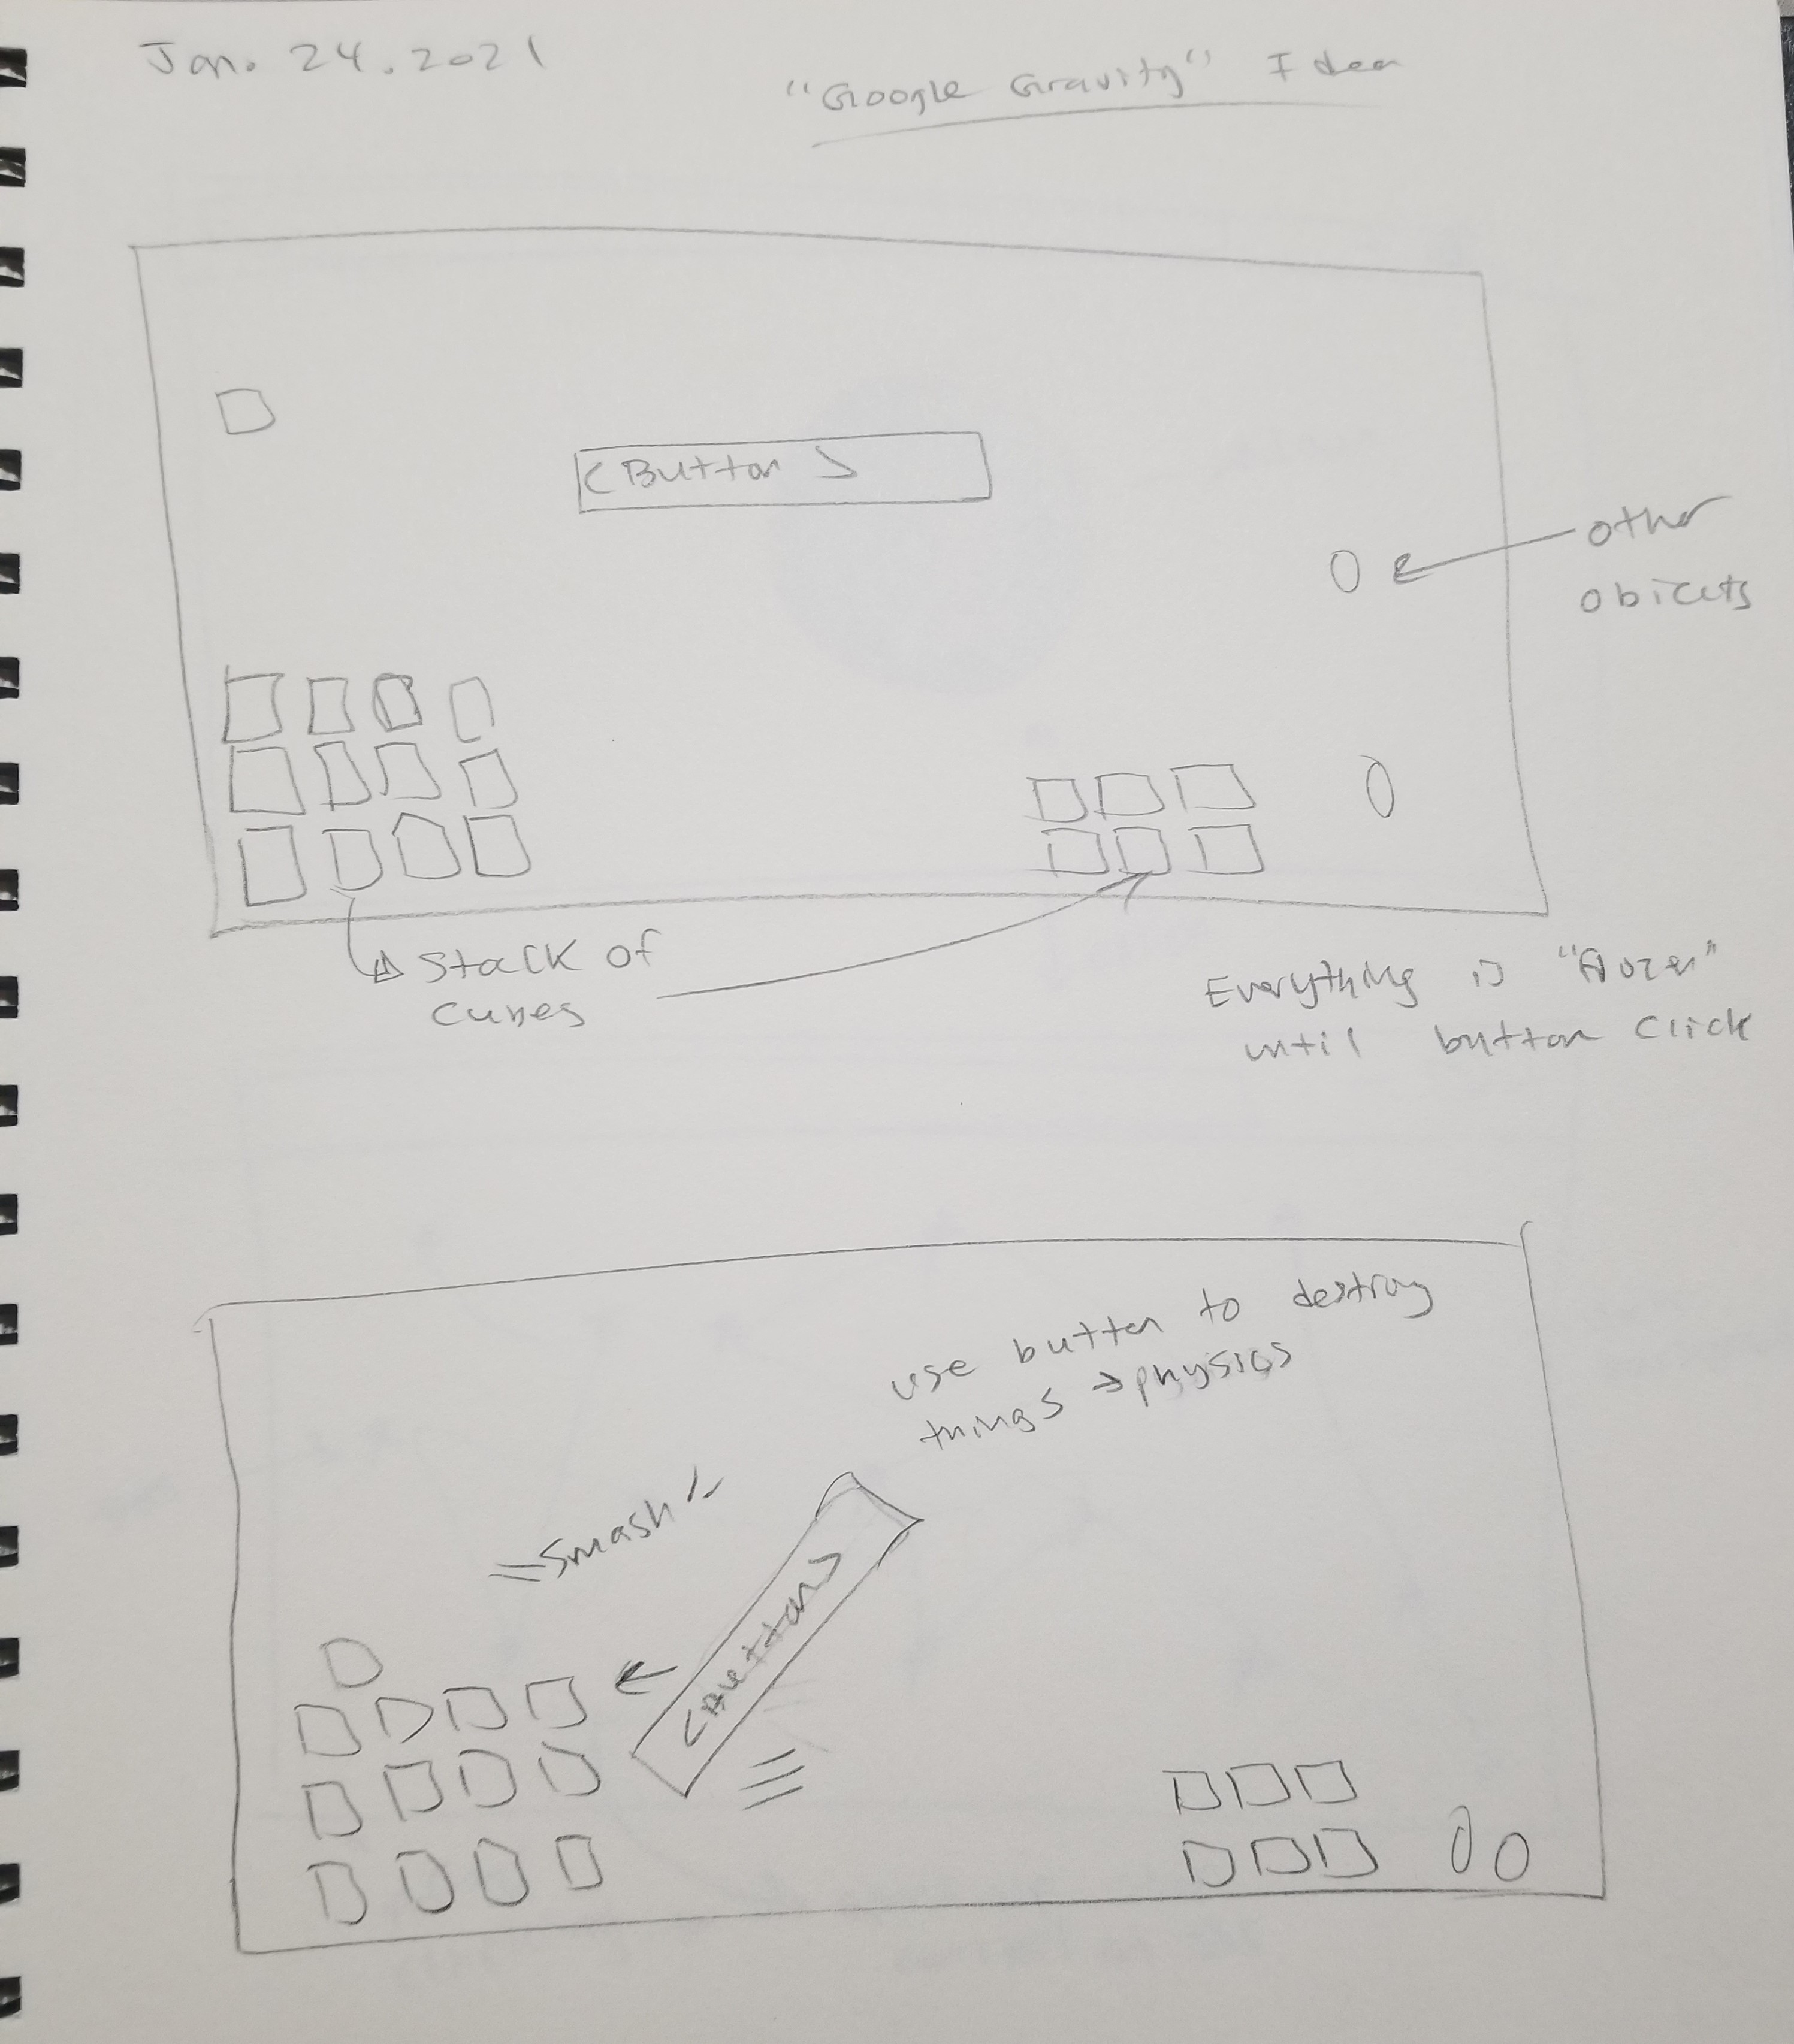 Jan. 24. 2021
"Google Gravity" Idea
< Button >
other
objects
Stack of
cubes
Everything is "frozen"
until button click
use button to destroy
things → physics
Smash
<Button>